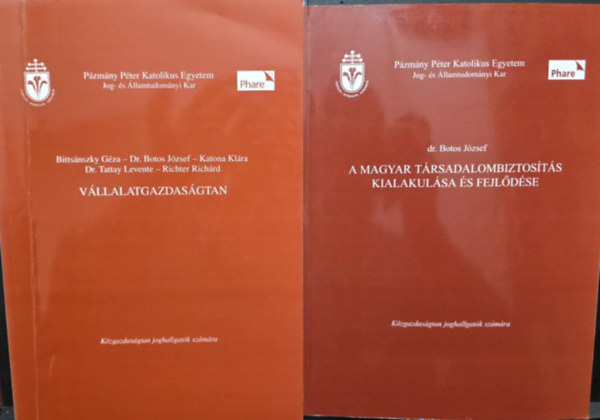 Pázmány Péter Katolikus Egyetem
Jog- és Államtudományi Kar
Phare
Bittsánszky Géza – Dr. Botos József – Katona Klára
Dr. Tattay Levente – Richter Richárd
VÁLLALATGAZDASÁGTAN
Közgazdaságtan joghallgatók számára
Pázmány Péter Katolikus Egyetem
Jog- és Államtudományi Kar
Phare
dr. Botos József
A MAGYAR TÁRSADALOMBIZTOSÍTÁS
KIALAKULÁSA ÉS FEJLŐDÉSE
Közgazdaságtan joghallgatók számára